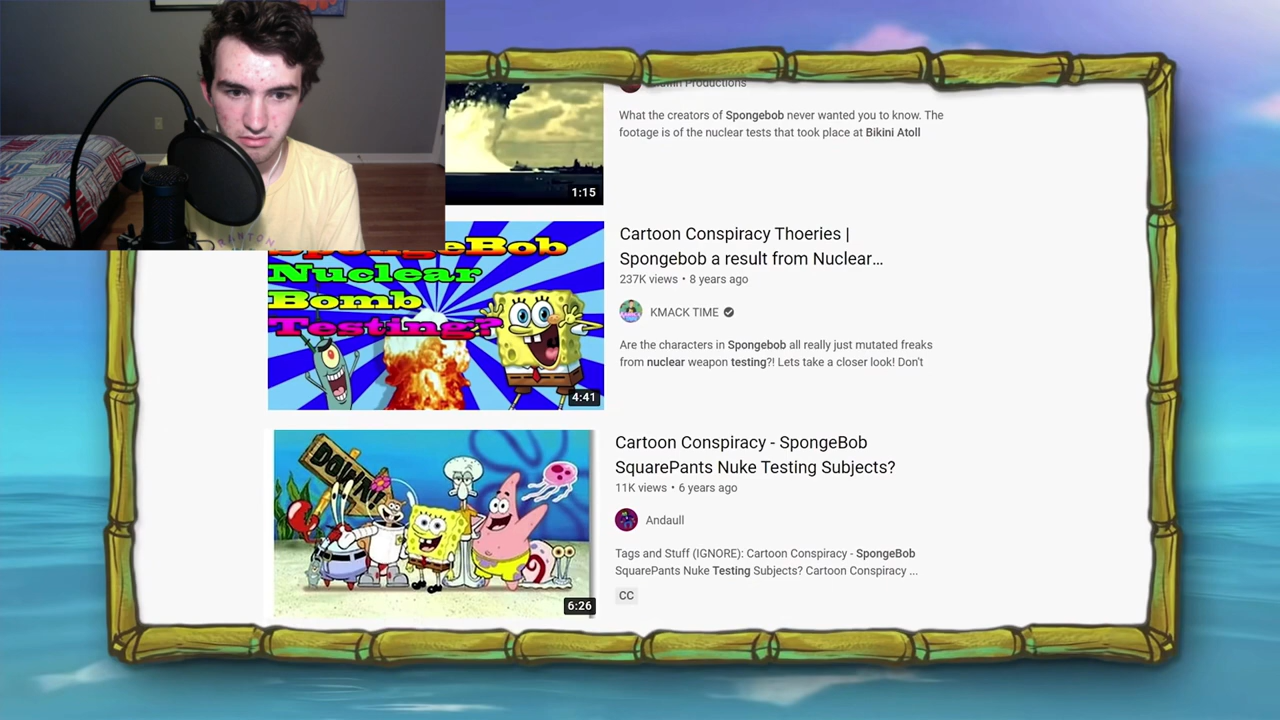 Productions
What the creators of Spongebob never wanted you to know. The
footage is of the nuclear tests that took place at Bikini Atoll
1:15
SpongeBob
Nuclear
Bomb
Testing?
4:41
Cartoon Conspiracy Thoeries |
Spongebob a result from Nuclear...
237K views • 8 years ago
KMACK TIME
Are the characters in Spongebob all really just mutated freaks
from nuclear weapon testing?! Lets take a closer look! Don't
6:26
Cartoon Conspiracy - SpongeBob
SquarePants Nuke Testing Subjects?
11K views • 6 years ago
Andaull
Tags and Stuff (IGNORE): Cartoon Conspiracy - SpongeBob
SquarePants Nuke Testing Subjects? Cartoon Conspiracy ...
CC